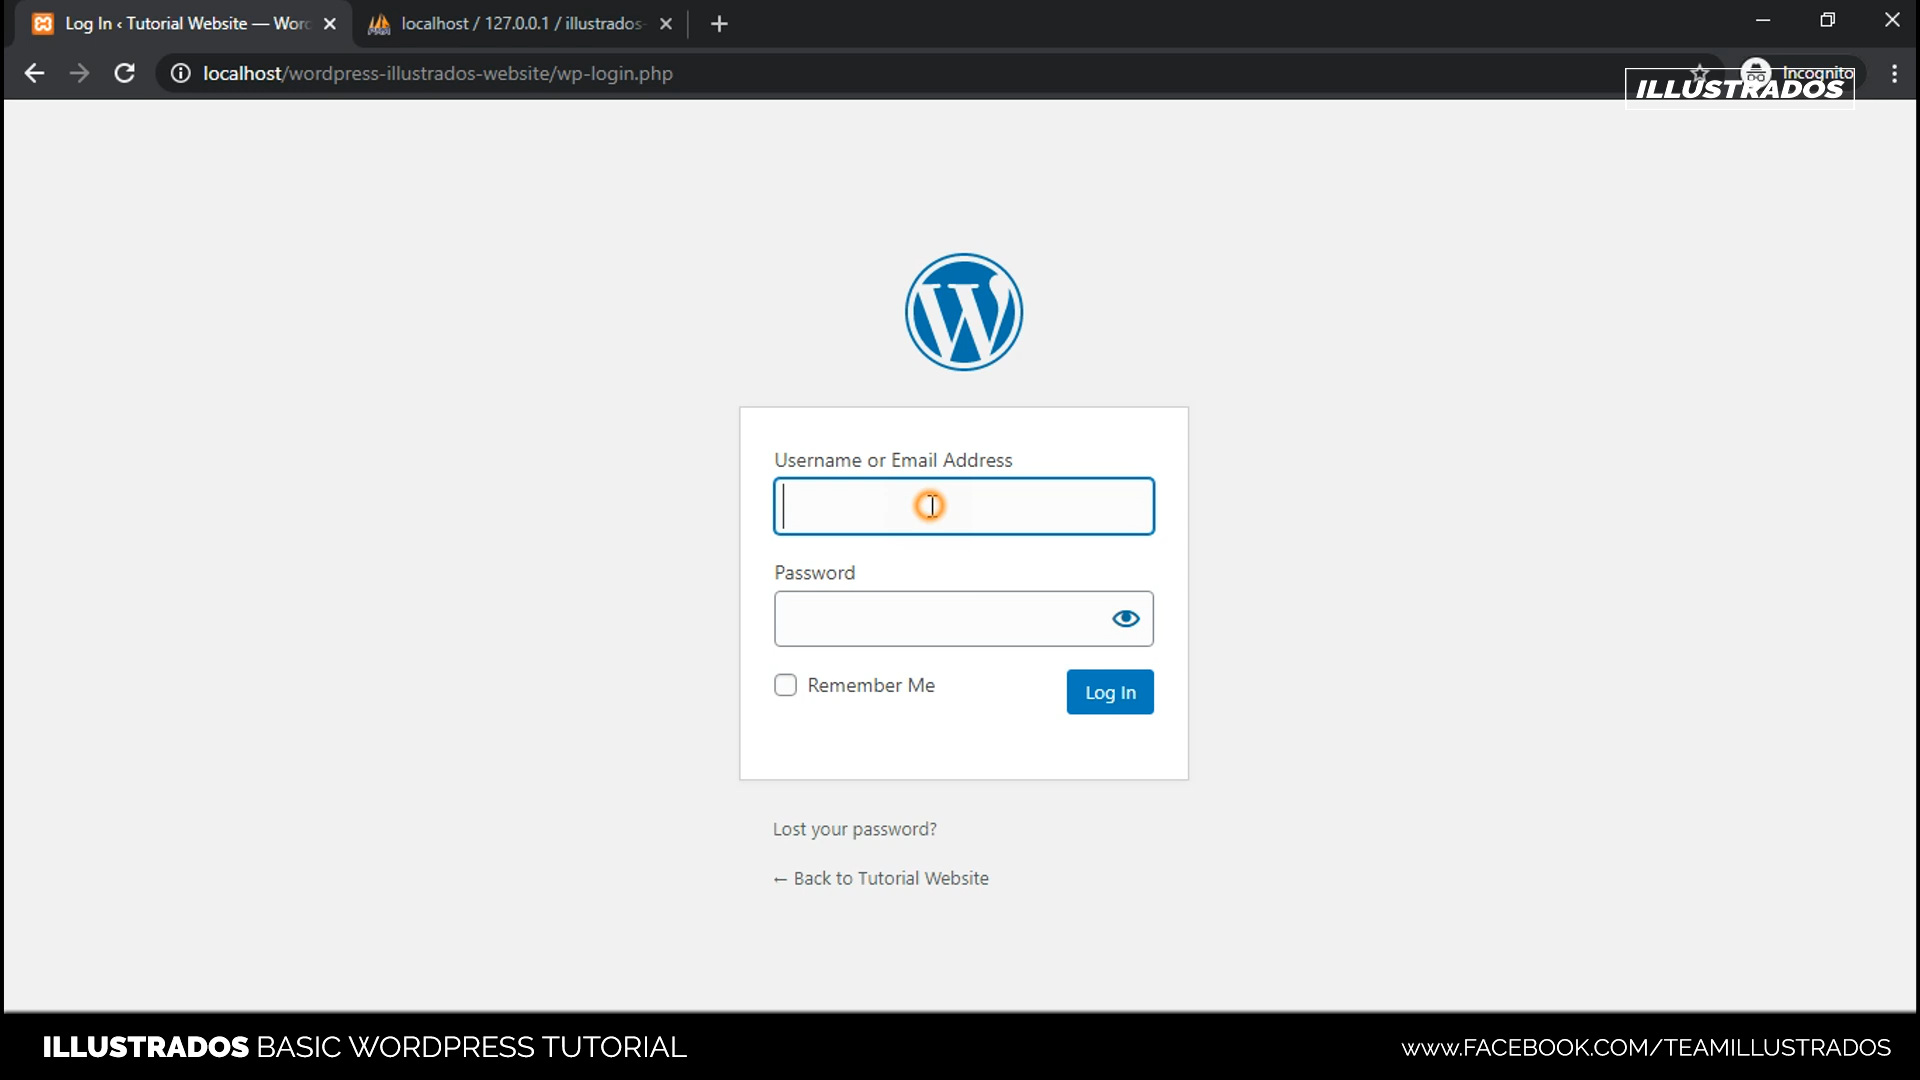 Log In ‹ Tutorial Website — Wor
localhost / 127.0.0.1 / illustrados-
localhost/wordpress-illustrados-website/wp-login.php
Incognito
ILLUSTRADOS
Username or Email Address
Password
Remember Me
Log In
Lost your password?
← Back to Tutorial Website
ILLUSTRADOS BASIC WORDPRESS TUTORIAL
WWW.FACEBOOK.COM/TEAMILLUSTRADOS